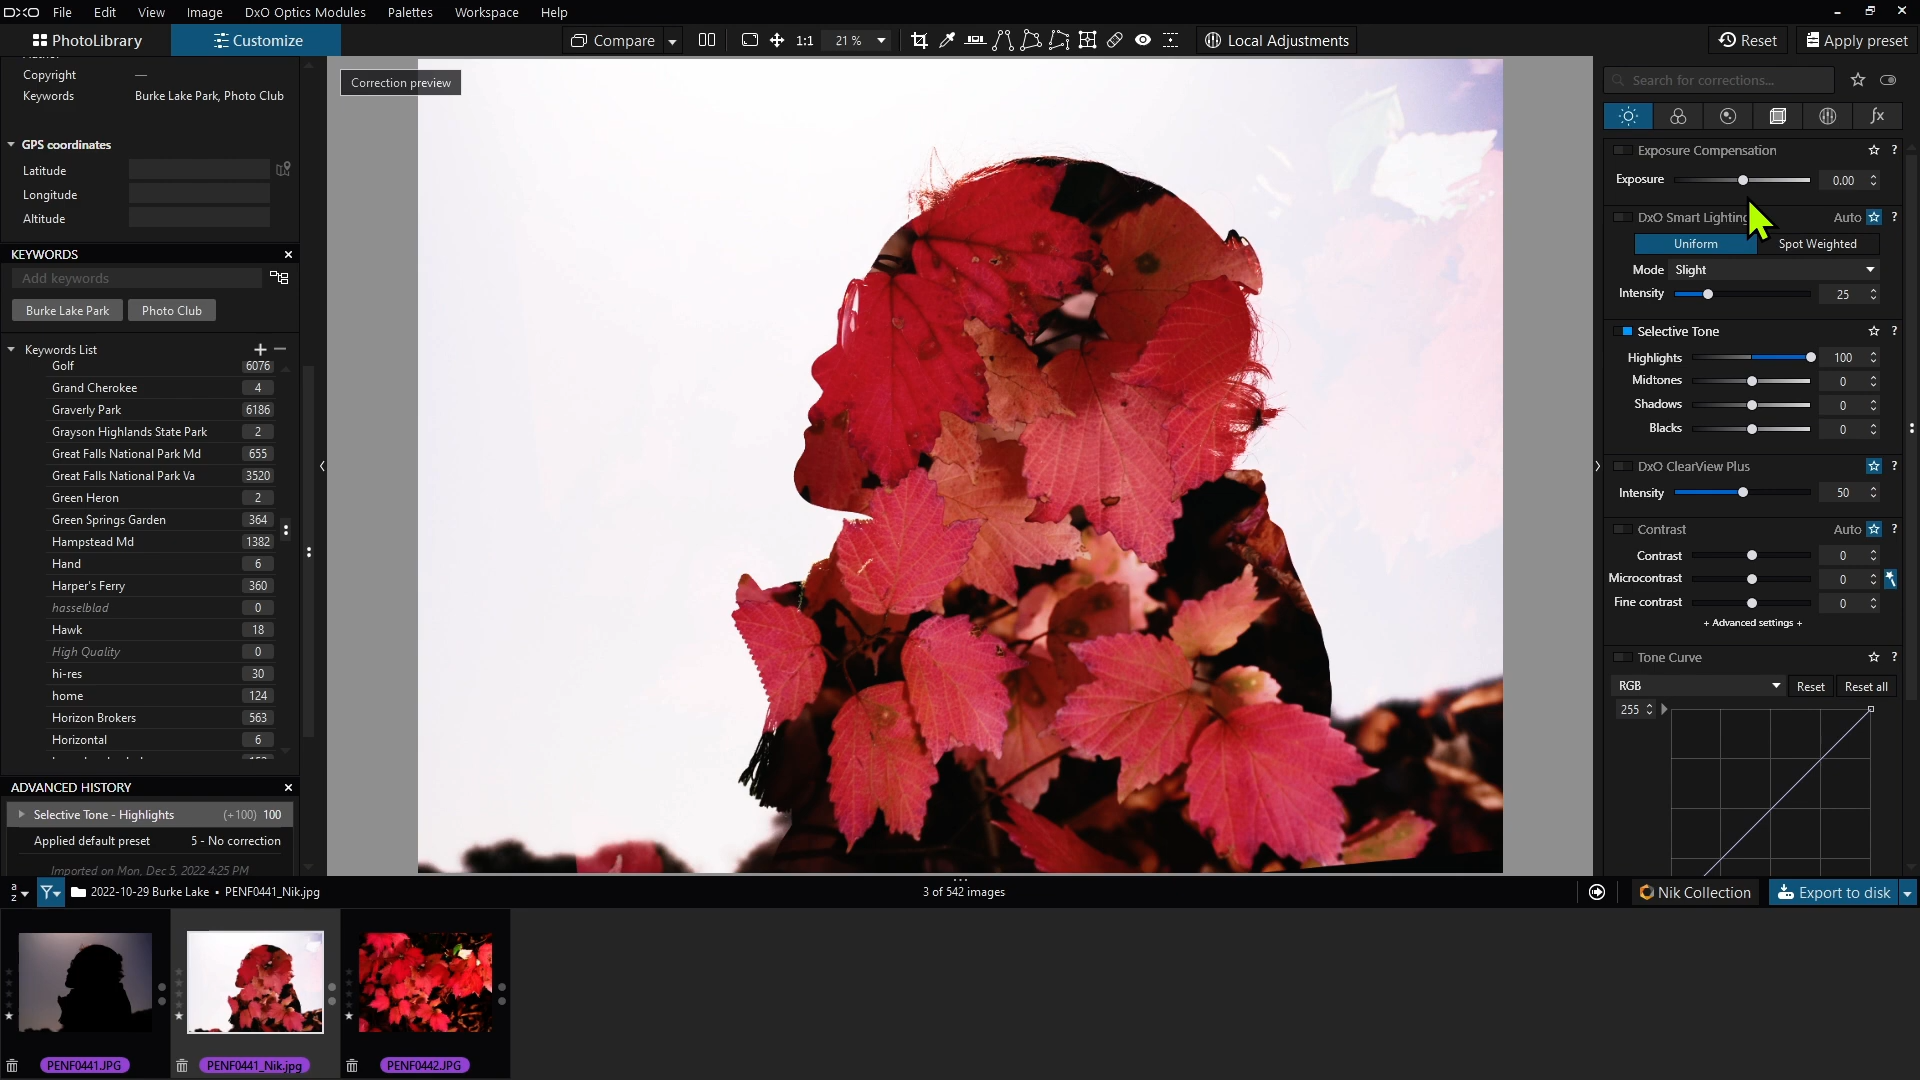 DXO File Edit View Image DxO Optics Modules Palettes Workspace Help
PhotoLibrary Customize Compare 1:1 21 % Local Adjustments Reset Apply preset
Copyright —
Keywords Burke Lake Park, Photo Club
GPS coordinates
Latitude
Longitude
Altitude
KEYWORDS
Add keywords
Burke Lake Park Photo Club
Keywords List
Golf 6076
Grand Cherokee 4
Graverly Park 6186
Grayson Highlands State Park 2
Great Falls National Park Md 655
Great Falls National Park Va 3520
Green Heron 2
Green Springs Garden 364
Hampstead Md 1382
Hand 6
Harper's Ferry 360
hasselblad 0
Hawk 18
High Quality 0
hi-res 30
home 124
Horizon Brokers 563
Horizontal 6
ADVANCED HISTORY
Selective Tone - Highlights (+100) 100
Applied default preset 5 - No correction
Imported on Mon, Dec 5, 2022 4:25 PM
Correction preview
Search for corrections...
fx
Exposure Compensation ?
Exposure 0.00
DxO Smart Lighting Auto ?
Uniform Spot Weighted
Mode Slight
Intensity 25
Selective Tone ?
Highlights 100
Midtones 0
Shadows 0
Blacks 0
DxO ClearView Plus ?
Intensity 50
Contrast Auto ?
Contrast 0
Microcontrast 0
Fine contrast 0
+ Advanced settings +
Tone Curve ?
RGB Reset Reset all
255
a z 2022-10-29 Burke Lake • PENF0441_Nik.jpg 3 of 542 images Nik Collection Export to disk
PENF0441.JPG PENF0441_Nik.jpg PENF0442.JPG